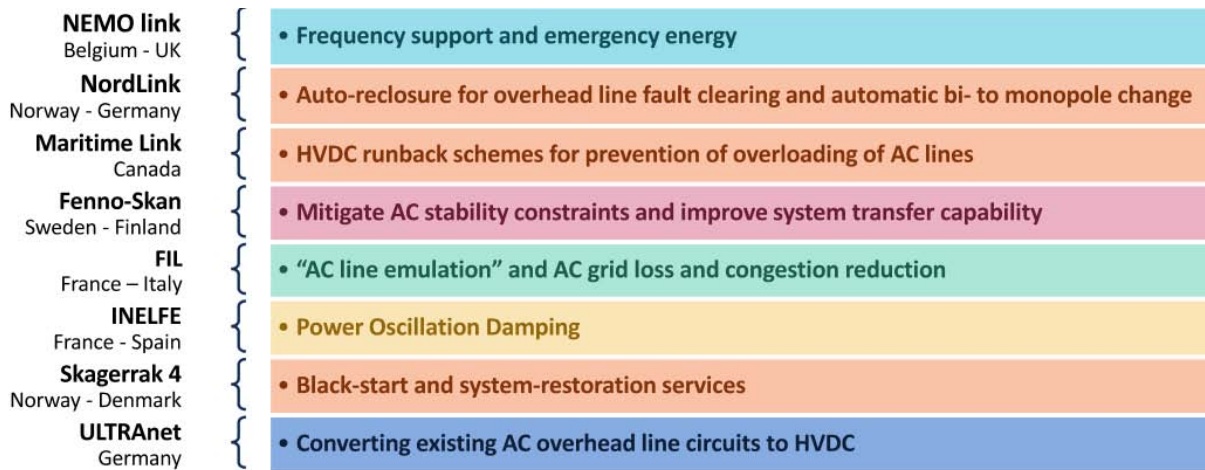 NEMO link
Belgium - UK
• Frequency support and emergency energy
NordLink
Norway - Germany
• Auto-reclosure for overhead line fault clearing and automatic bi- to monopole change
Maritime Link
Canada
• HVDC runback schemes for prevention of overloading of AC lines
Fenno-Skan
Sweden - Finland
• Mitigate AC stability constraints and improve system transfer capability
FIL
France – Italy
• “AC line emulation” and AC grid loss and congestion reduction
INELFE
France - Spain
• Power Oscillation Damping
Skagerrak 4
Norway - Denmark
• Black-start and system-restoration services
ULTRAnet
Germany
• Converting existing AC overhead line circuits to HVDC